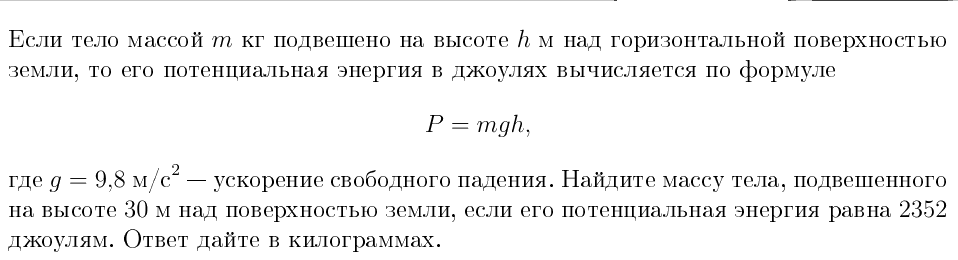 Если тело массой m кг подвешено на высоте h м над горизонтальной поверхностью
земли, то его потенциальная энергия в джоулях вычисляется по формуле
P = mgh,
где g = 9,8 м/с² — ускорение свободного падения. Найдите массу тела, подвешенного
на высоте 30 м над поверхностью земли, если его потенциальная энергия равна 2352
джоулям. Ответ дайте в килограммах.